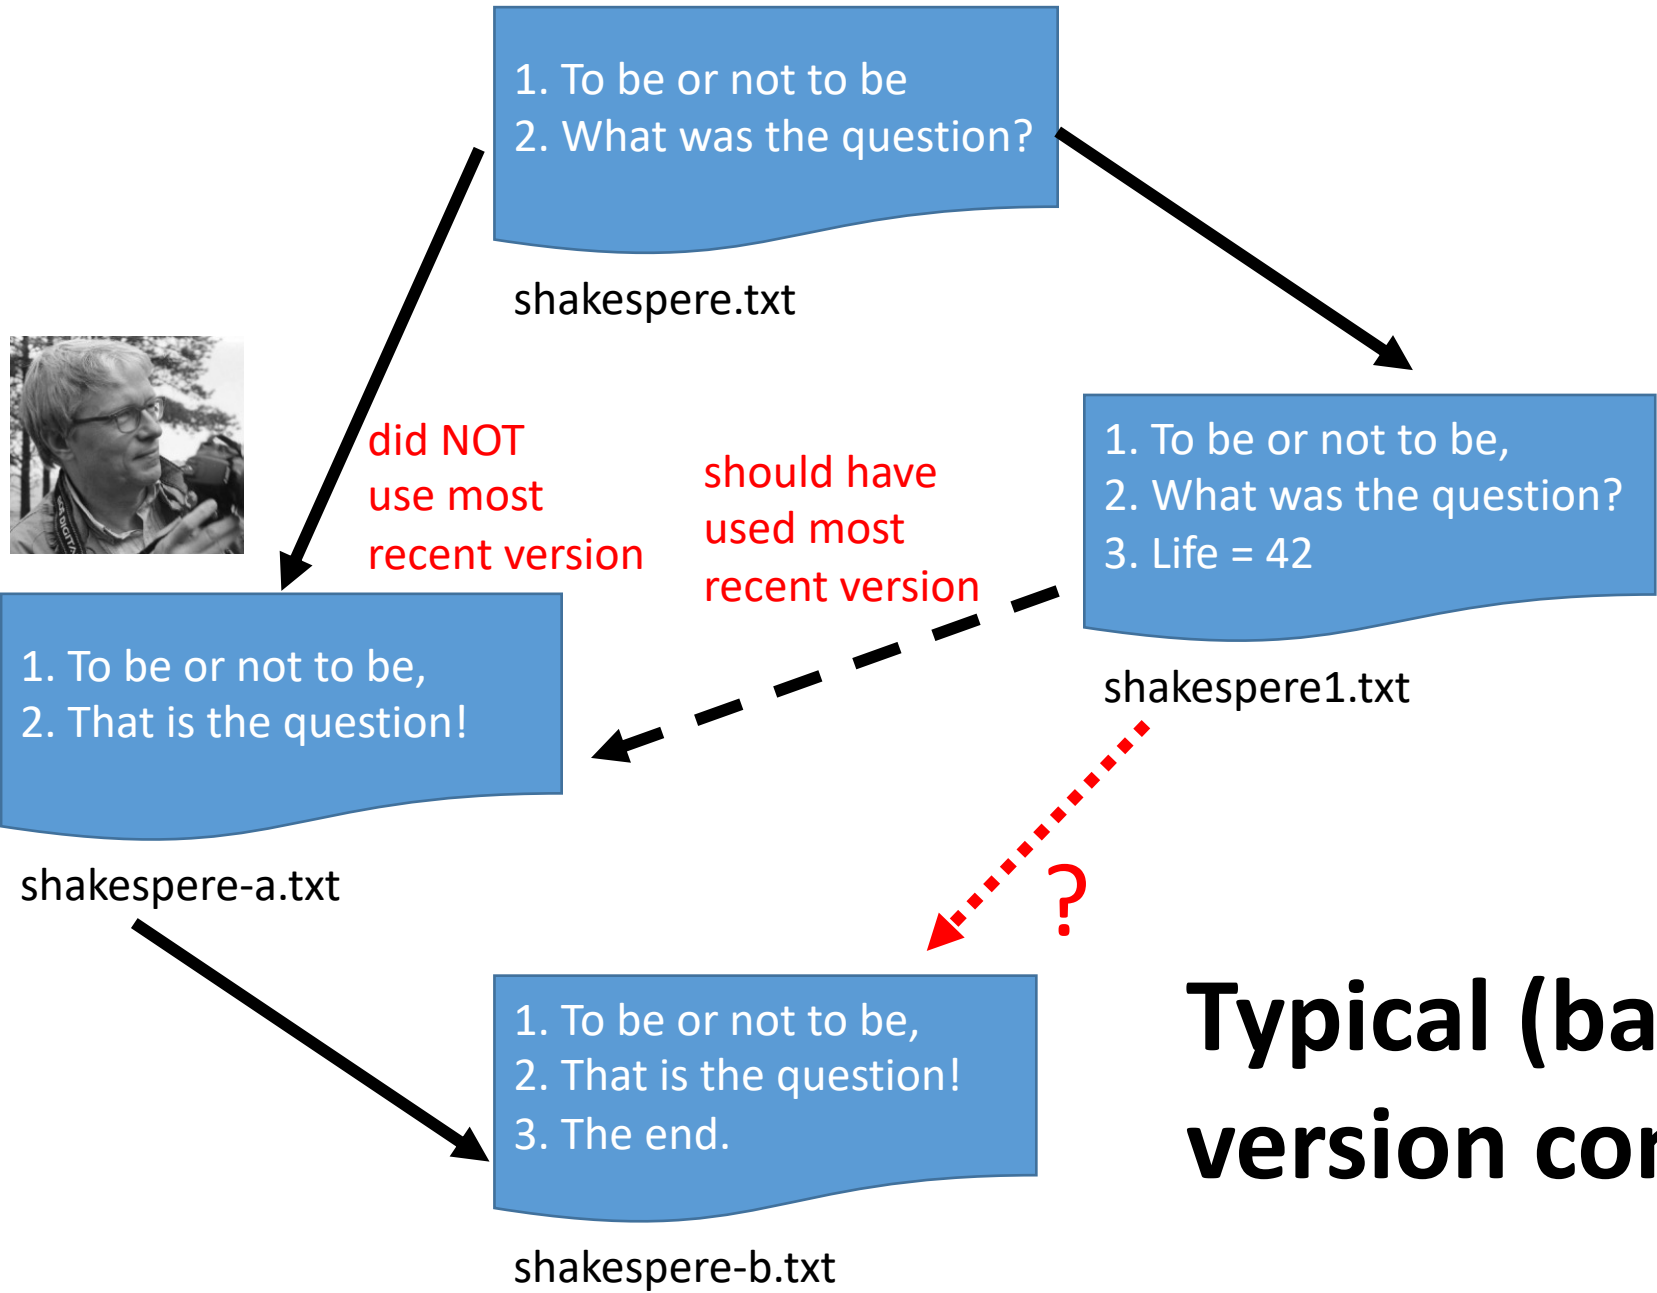 1. To be or not to be
2. What was the question?
shakespere.txt
did NOT
use most
recent version
should have
used most
recent version
1. To be or not to be,
2. What was the question?
3. Life = 42
shakespere1.txt
1. To be or not to be,
2. That is the question!
shakespere-a.txt
?
1. To be or not to be,
2. That is the question!
3. The end.
shakespere-b.txt
Typical (ba
version co